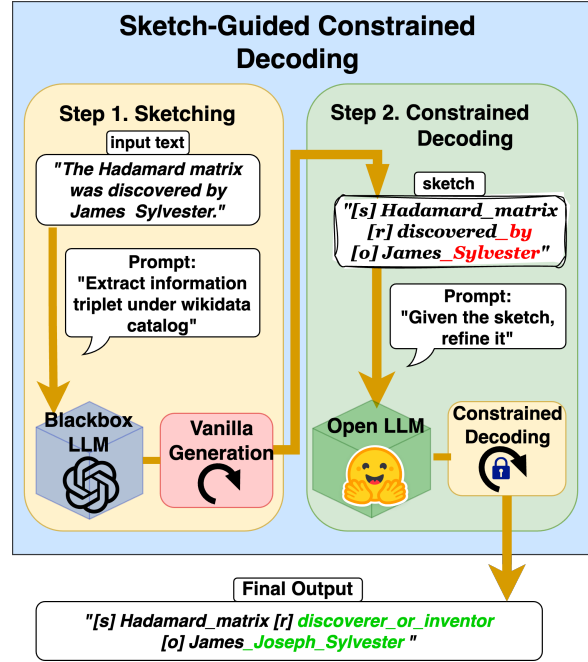 Sketch-Guided Constrained
Decoding
Step 1. Sketching
input text
"The Hadamard matrix
was discovered by
James Sylvester."
Prompt:
"Extract information
triplet under wikidata
catalog"
Blackbox
LLM
Vanilla
Generation
Step 2. Constrained
Decoding
sketch
"[s] Hadamard_matrix
[r] discovered_by
[o] James_Sylvester"
Prompt:
"Given the sketch,
refine it"
Open LLM
Constrained
Decoding
Final Output
"[s] Hadamard_matrix [r] discoverer_or_inventor
[o] James_Joseph_Sylvester "